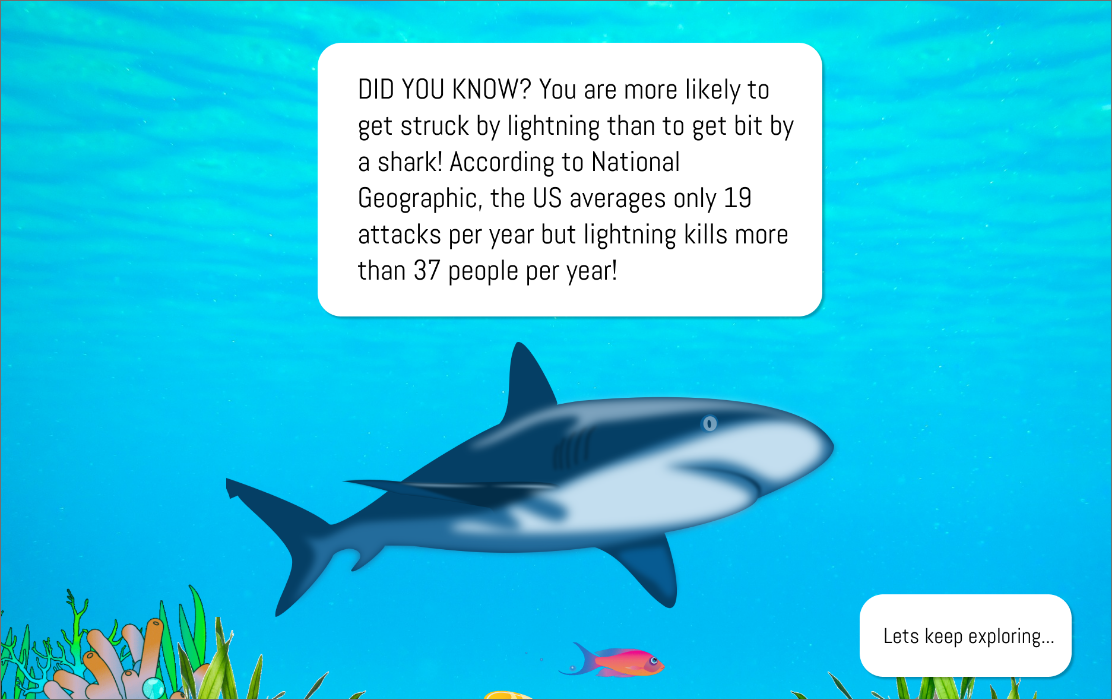 DID YOU KNOW? You are more likely to
get struck by lightning than to get bit by
a shark! According to National
Geographic, the US averages only 19
attacks per year but lightning kills more
than 37 people per year!
Lets keep exploring...